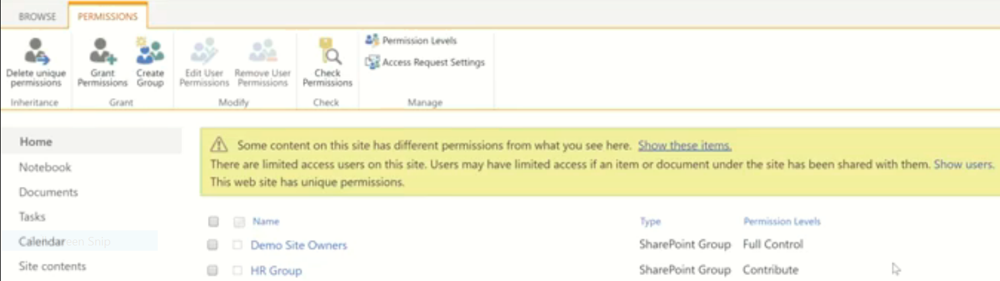 BROWSE PERMISSIONS
Permission Levels
Access Request Settings
Delete unique permissions
Grant Permissions
Create Group
Edit User Permissions
Remove User Permissions
Check Permissions
Inheritance Grant Modify Check Manage
Home
Notebook
Documents
Tasks
Calendar een Snip
Site contents
Some content on this site has different permissions from what you see here. Show these items.
There are limited access users on this site. Users may have limited access if an item or document under the site has been shared with them. Show users.
This web site has unique permissions.
Name Type Permission Levels
Demo Site Owners SharePoint Group Full Control
HR Group SharePoint Group Contribute